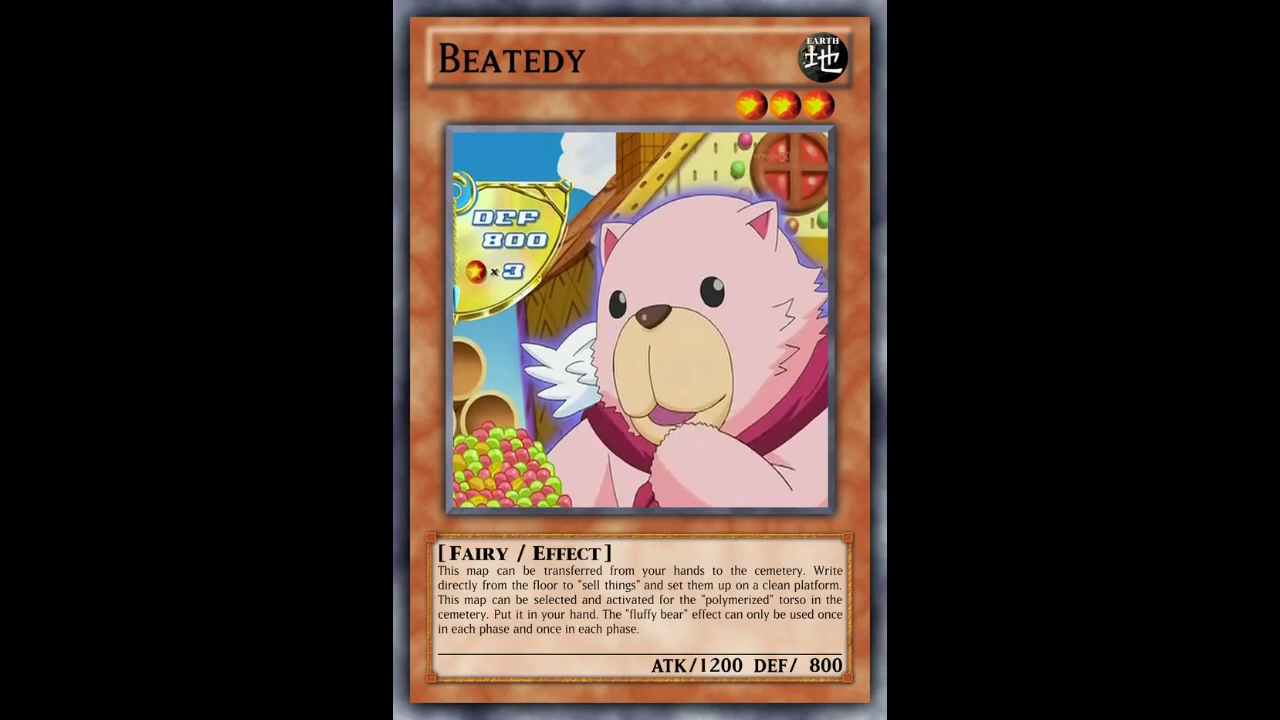 BEATEDY
EARTH
地
DEF
800
×3
[ FAIRY / EFFECT ]
This map can be transferred from your hands to the cemetery. Write
directly from the floor to "sell things" and set them up on a clean platform.
This map can be selected and activated for the "polymerized" torso in the
cemetery. Put it in your hand. The "fluffy bear" effect can only be used once
in each phase and once in each phase.
ATK/1200 DEF/ 800